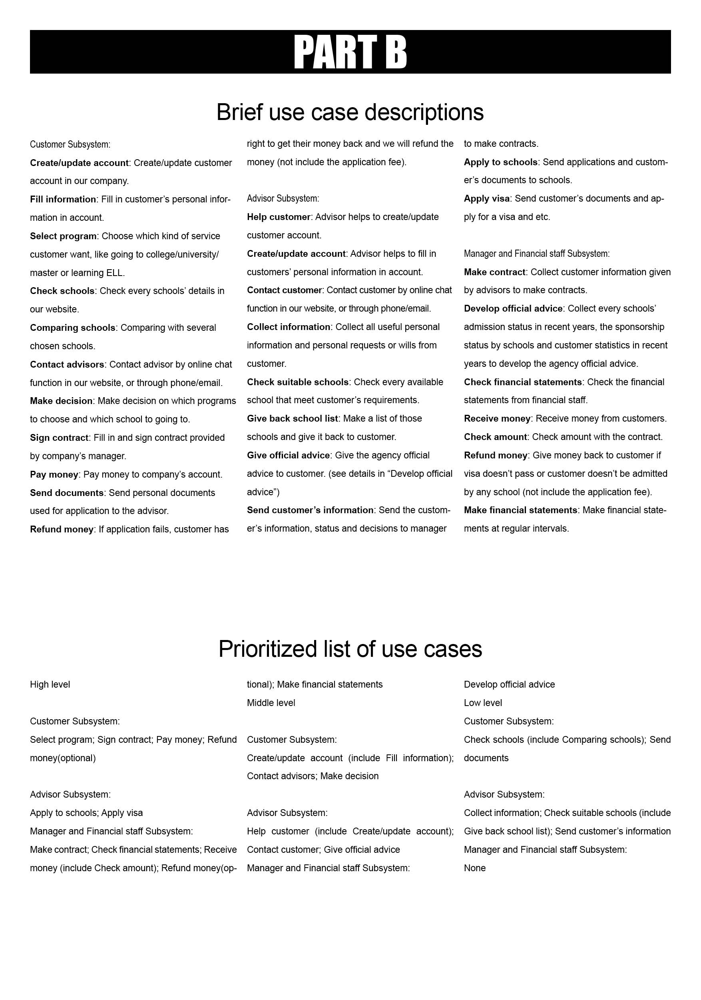 PART B
Brief use case descriptions
Customer Subsystem:
Create/update account: Create/update customer
account in our company.
Fill information: Fill in customer’s personal infor-
mation in account.
Select program: Choose which kind of service
customer want, like going to college/university/
master or learning ELL.
Check schools: Check every schools’ details in
our website.
Comparing schools: Comparing with several
chosen schools.
Contact advisors: Contact advisor by online chat
function in our website, or through phone/email.
Make decision: Make decision on which programs
to choose and which school to going to.
Sign contract: Fill in and sign contract provided
by company’s manager.
Pay money: Pay money to company’s account.
Send documents: Send personal documents
used for application to the advisor.
Refund money: If application fails, customer has
right to get their money back and we will refund the
money (not include the application fee).
Advisor Subsystem:
Help customer: Advisor helps to create/update
customer account.
Create/update account: Advisor helps to fill in
customers’ personal information in account.
Contact customer: Contact customer by online chat
function in our website, or through phone/email.
Collect information: Collect all useful personal
information and personal requests or wills from
customer.
Check suitable schools: Check every available
school that meet customer’s requirements.
Give back school list: Make a list of those
schools and give it back to customer.
Give official advice: Give the agency official
advice to customer. (see details in “Develop official
advice”)
Send customer’s information: Send the custom-
er’s information, status and decisions to manager
to make contracts.
Apply to schools: Send applications and custom-
er’s documents to schools.
Apply visa: Send customer’s documents and ap-
ply for a visa and etc.
Manager and Financial staff Subsystem:
Make contract: Collect customer information given
by advisors to make contracts.
Develop official advice: Collect every schools’
admission status in recent years, the sponsorship
status by schools and customer statistics in recent
years to develop the agency official advice.
Check financial statements: Check the financial
statements from financial staff.
Receive money: Receive money from customers.
Check amount: Check amount with the contract.
Refund money: Give money back to customer if
visa doesn’t pass or customer doesn’t be admitted
by any school (not include the application fee).
Make financial statements: Make financial state-
ments at regular intervals.
Prioritized list of use cases
High level
Customer Subsystem:
Select program; Sign contract; Pay money; Refund
money(optional)
Advisor Subsystem:
Apply to schools; Apply visa
Manager and Financial staff Subsystem:
Make contract; Check financial statements; Receive
money (include Check amount); Refund money(op-
tional); Make financial statements
Middle level
Customer Subsystem:
Create/update account (include Fill information);
Contact advisors; Make decision
Advisor Subsystem:
Help customer (include Create/update account);
Contact customer; Give official advice
Manager and Financial staff Subsystem:
Develop official advice
Low level
Customer Subsystem:
Check schools (include Comparing schools); Send
documents
Advisor Subsystem:
Collect information; Check suitable schools (include
Give back school list); Send customer’s information
Manager and Financial staff Subsystem:
None